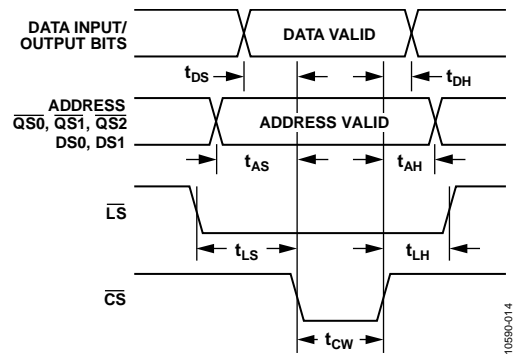 DATA INPUT/
OUTPUT BITS
DATA VALID
tDS
tDH
ADDRESS
QS0, QS1, QS2
DS0, DS1
ADDRESS VALID
tAS
tAH
LS
tLS
tLH
CS
tCW
10590-014